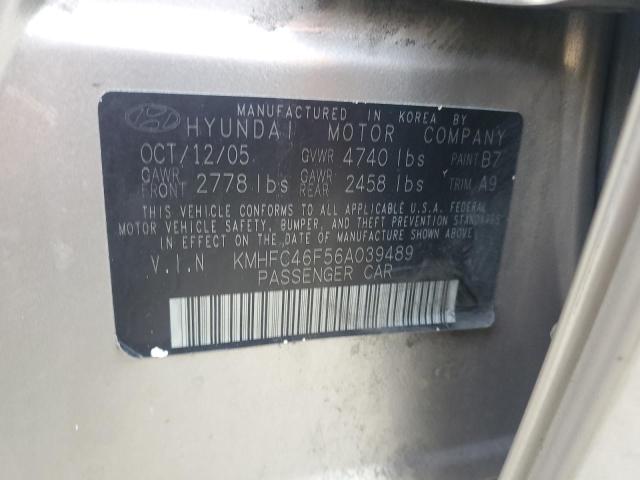 MANUFACTURED IN KOREA BY
HYUNDAI MOTOR COMPANY
OCT/12/05 GVWR 4740 lbs PAINT B7
GAWR FRONT 2778 lbs GAWR REAR 2458 lbs TRIM A9
THIS VEHICLE CONFORMS TO ALL APPLICABLE U.S.A. FEDERAL
MOTOR VEHICLE SAFETY, BUMPER, AND THEFT PREVENTION STANDARDS
IN EFFECT ON THE DATE OF MANUFACTURE SHOWN ABOVE.
V.I.N KMHFC46F56A039489
PASSENGER CAR